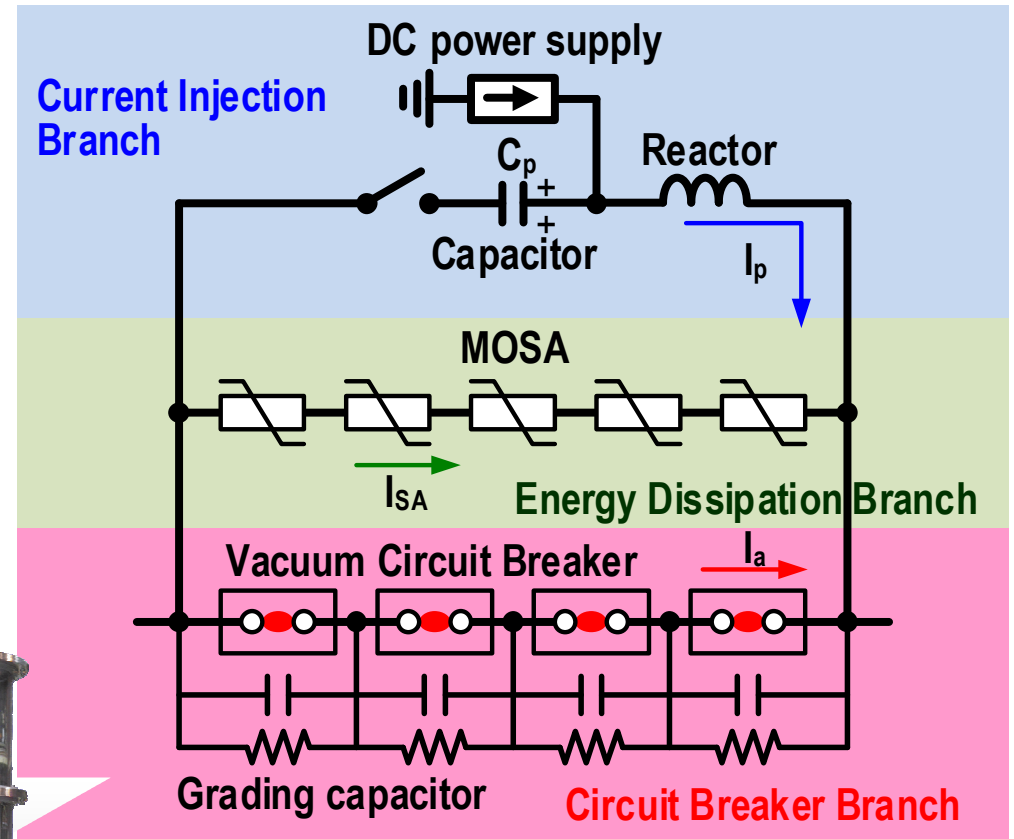 DC power supply
Current Injection
Branch
Cp
+
+
Reactor
Capacitor
Ip
MOSA
ISA
Energy Dissipation Branch
Ia
Vacuum Circuit Breaker
Grading capacitor
Circuit Breaker Branch